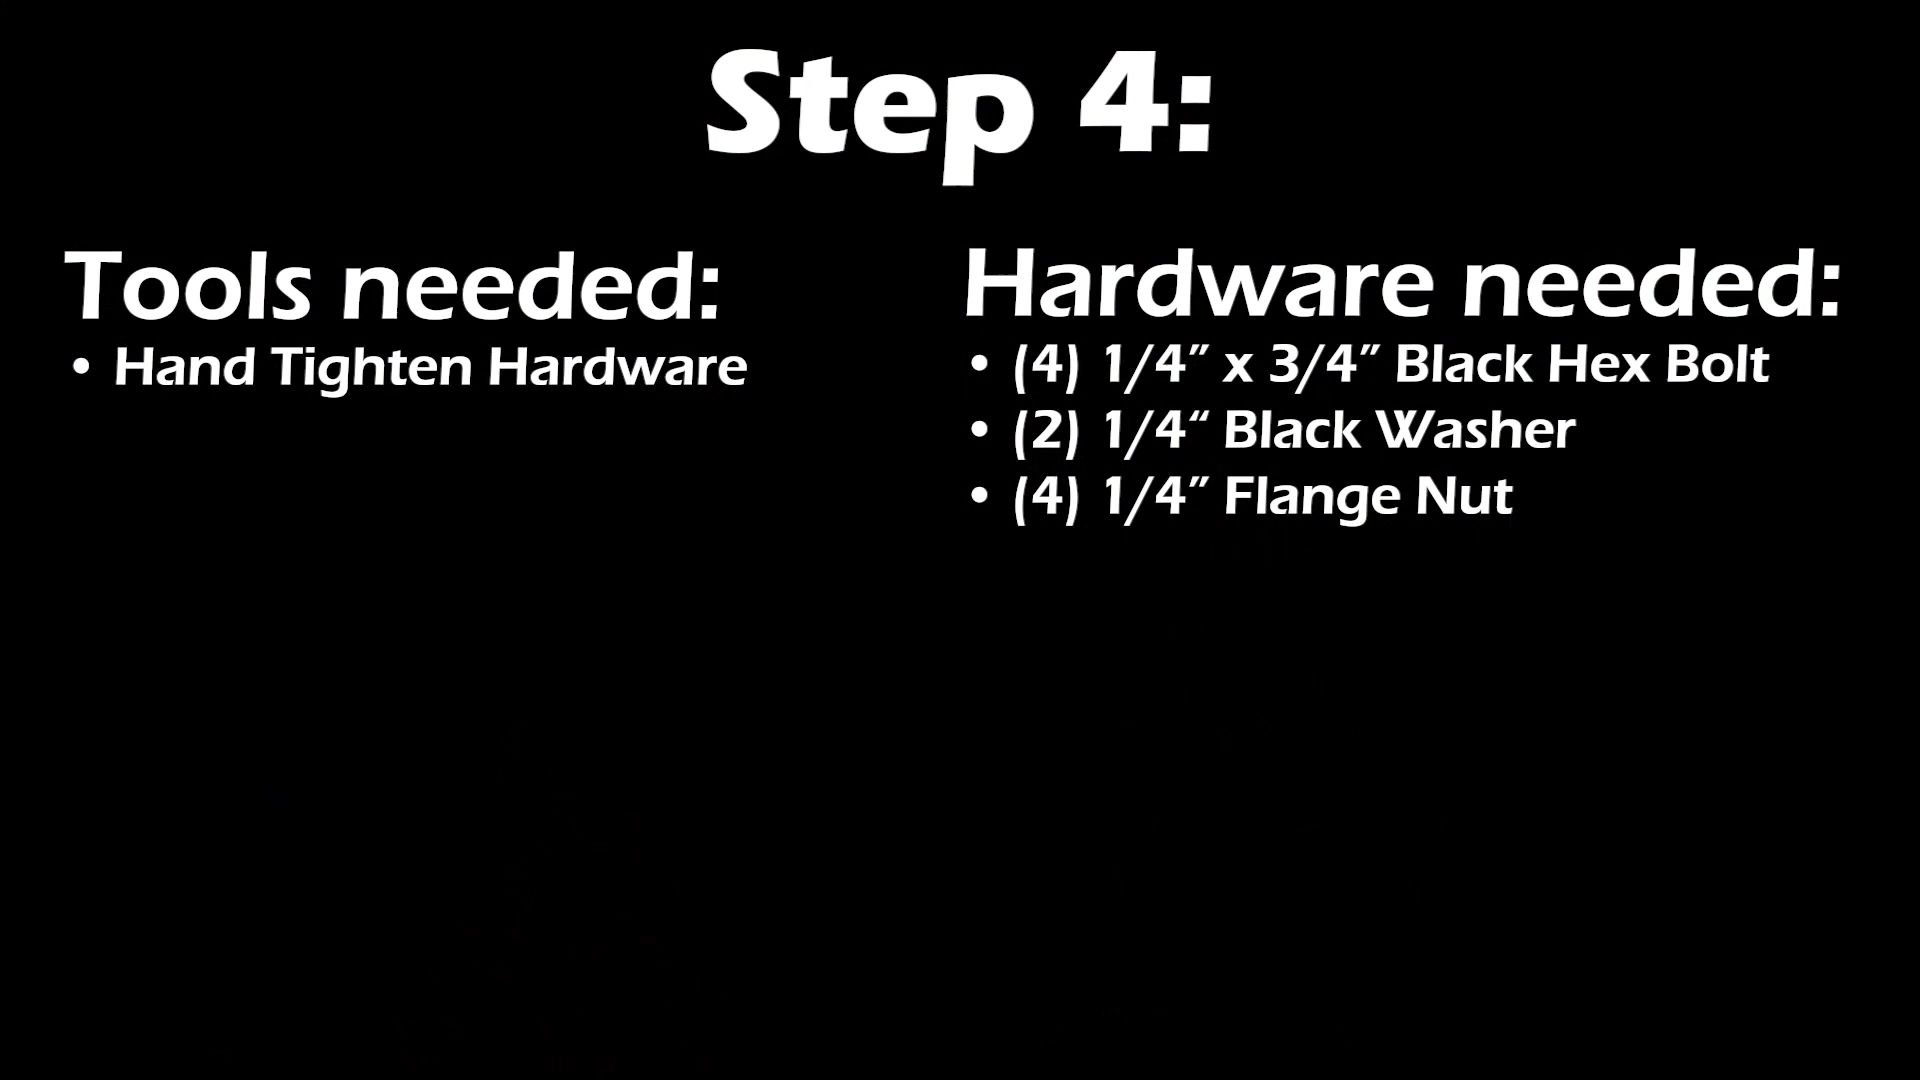 Step 4:
Tools needed:
• Hand Tighten Hardware
Hardware needed:
• (4) 1/4” x 3/4” Black Hex Bolt
• (2) 1/4“ Black Washer
• (4) 1/4” Flange Nut